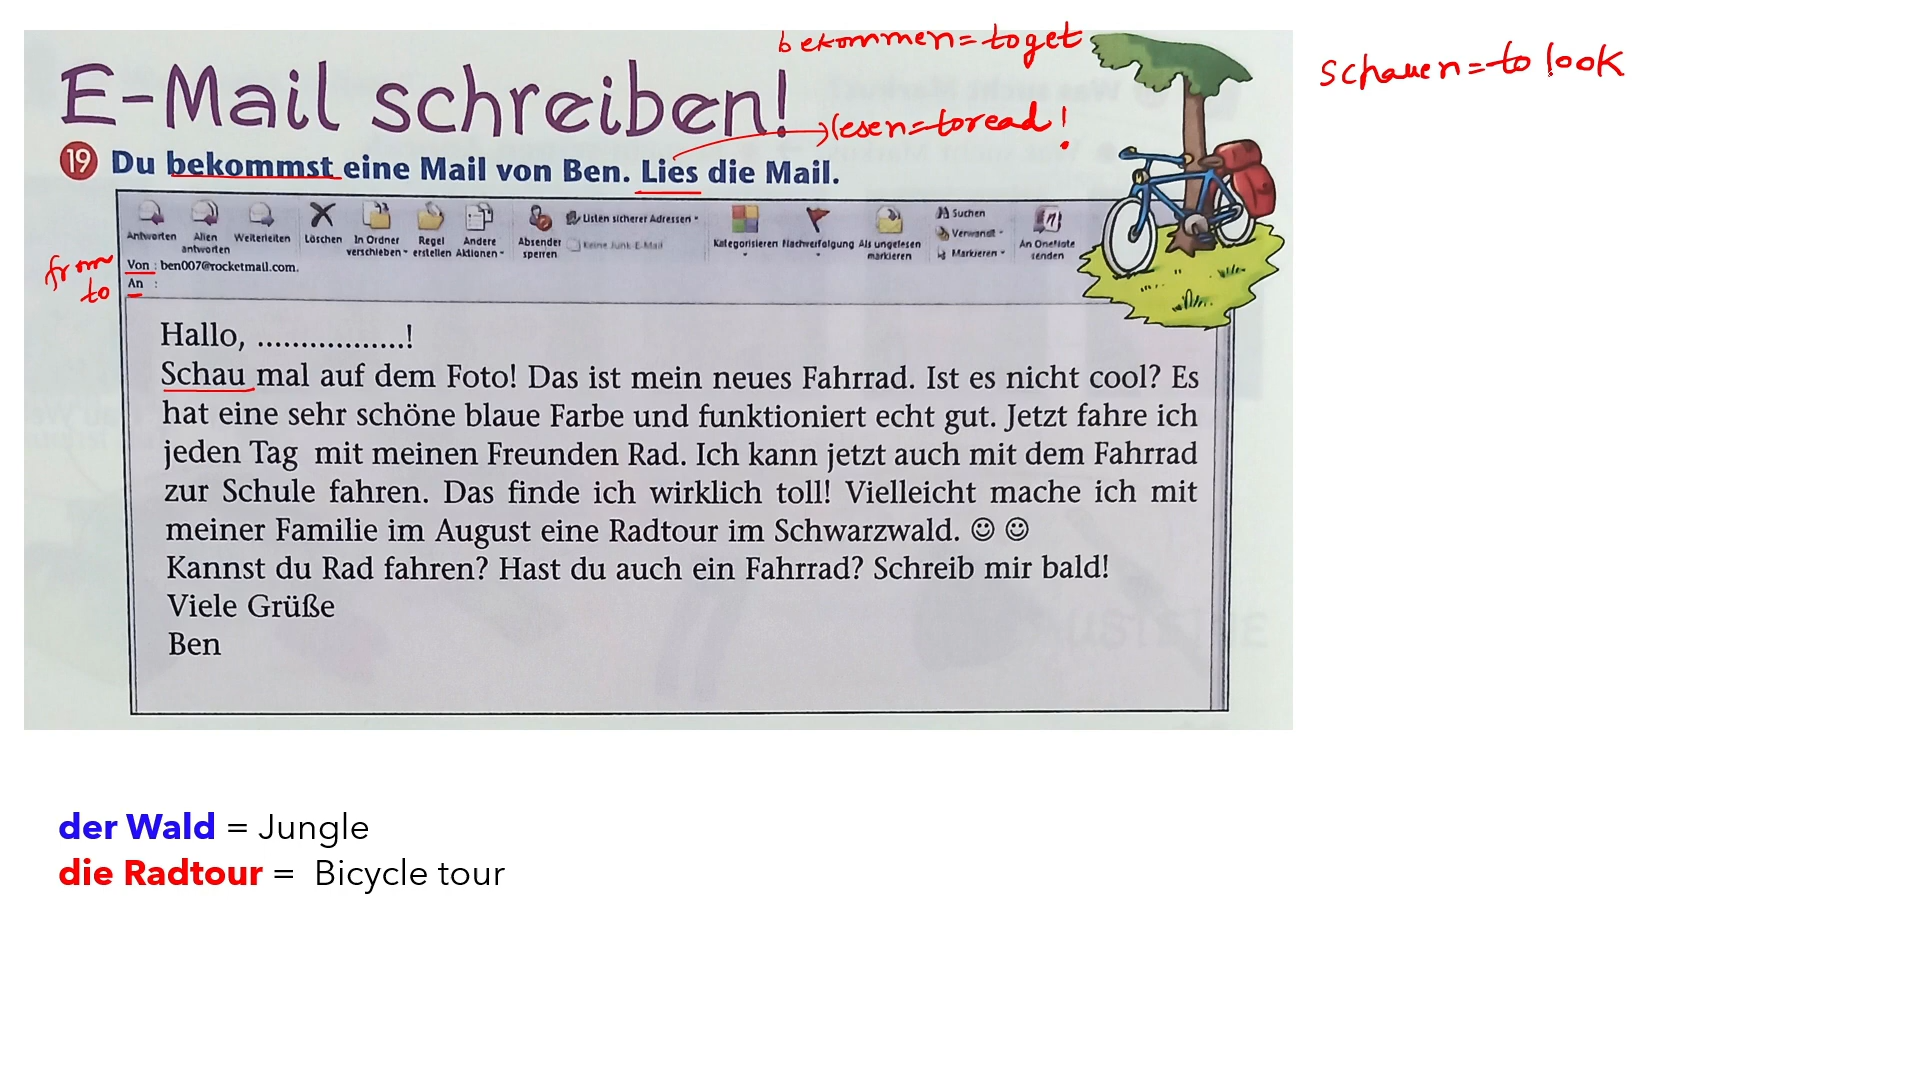 bekommen = to get
schauen = to look
E-Mail schreiben!
lesen = to read!
19 Du bekommst eine Mail von Ben. Lies die Mail.
Antworten Allen antworten Weiterleiten Löschen In Ordner verschieben Regel erstellen Andere Aktionen Absender sperren Listen sicherer Adressen Keine Junk-E-Mail Kategorisieren Nachverfolgung Als ungelesen markieren Suchen Verwandt Markieren An OneNote senden
from Von : ben007@rocketmail.com.
to An :
Hallo, .................!
Schau mal auf dem Foto! Das ist mein neues Fahrrad. Ist es nicht cool? Es
hat eine sehr schöne blaue Farbe und funktioniert echt gut. Jetzt fahre ich
jeden Tag mit meinen Freunden Rad. Ich kann jetzt auch mit dem Fahrrad
zur Schule fahren. Das finde ich wirklich toll! Vielleicht mache ich mit
meiner Familie im August eine Radtour im Schwarzwald. ☺ ☺
Kannst du Rad fahren? Hast du auch ein Fahrrad? Schreib mir bald!
Viele Grüße
Ben
der Wald = Jungle
die Radtour = Bicycle tour